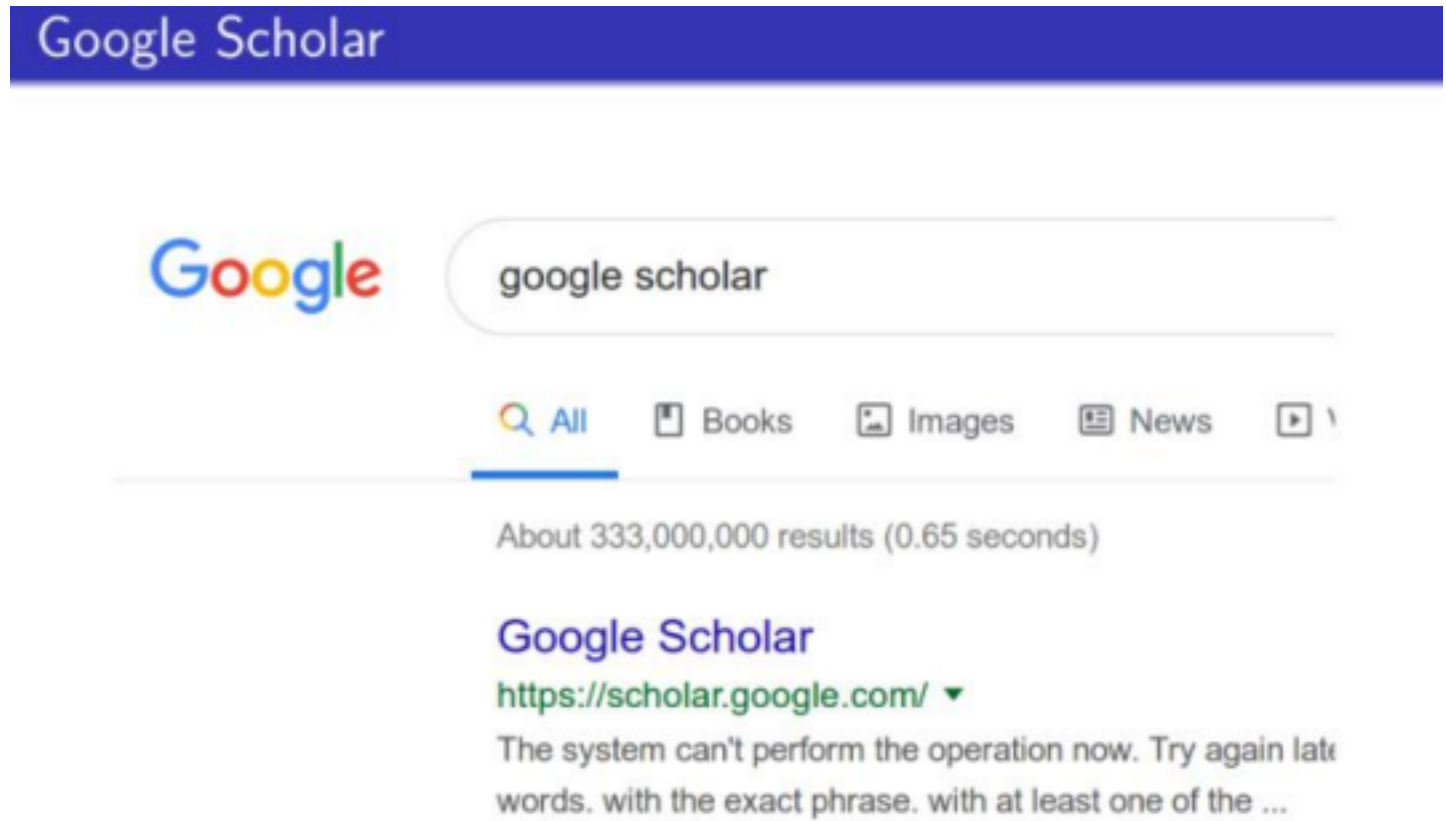 Google Scholar
Google google scholar
All Books Images News
About 333,000,000 results (0.65 seconds)
Google Scholar
https://scholar.google.com/
The system can't perform the operation now. Try again late
words. with the exact phrase. with at least one of the ...